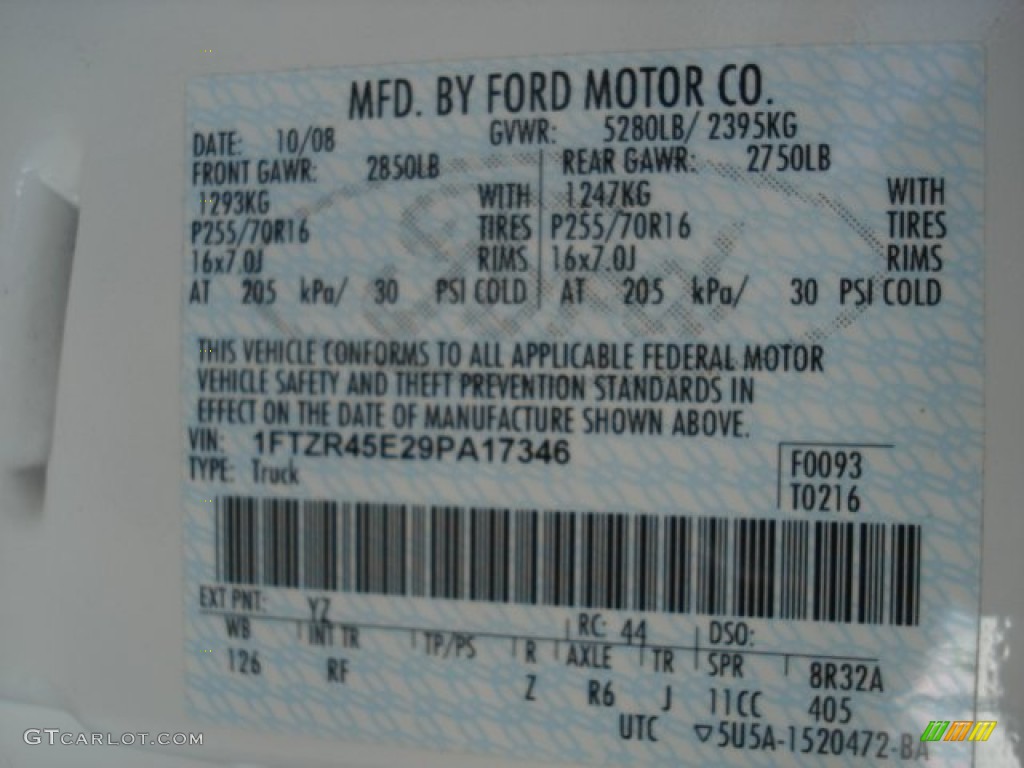 MFD. BY FORD MOTOR CO.
DATE: 10/08 GVWR: 5280LB/ 2395KG
FRONT GAWR: 2850LB REAR GAWR: 2750LB
1293KG WITH 1247KG WITH
P255/70R16 TIRES P255/70R16 TIRES
16x7.0J RIMS 16x7.0J RIMS
AT 205 kPa/ 30 PSI COLD AT 205 kPa/ 30 PSI COLD
THIS VEHICLE CONFORMS TO ALL APPLICABLE FEDERAL MOTOR
VEHICLE SAFETY AND THEFT PREVENTION STANDARDS IN
EFFECT ON THE DATE OF MANUFACTURE SHOWN ABOVE.
VIN: 1FTZR45E29PA17346
TYPE: Truck
F0093
T0216
EXT PNT: YZ RC: 44 DSO:
WB INT TR TP/PS R AXLE TR SPR 8R32A
126 RF Z R6 J 11CC 405
UTC ▽5U5A-1520472-BA
GTCARLOT.COM